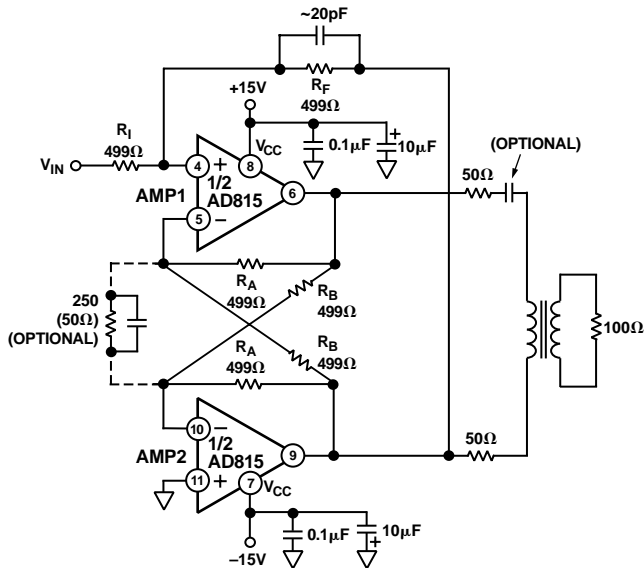 ~20pF
RF
499Ω
+15V
RI
499Ω
VIN
VCC
0.1µF
+
10µF
(OPTIONAL)
50Ω
4
+
8
1/2
AD815
6
AMP1
5
–
RA
499Ω
RB
499Ω
250
(50Ω)
(OPTIONAL)
RB
499Ω
RA
499Ω
100Ω
10
–
AMP2
1/2
AD815
9
50Ω
11
+
7
VCC
0.1µF
10µF
+
–15V